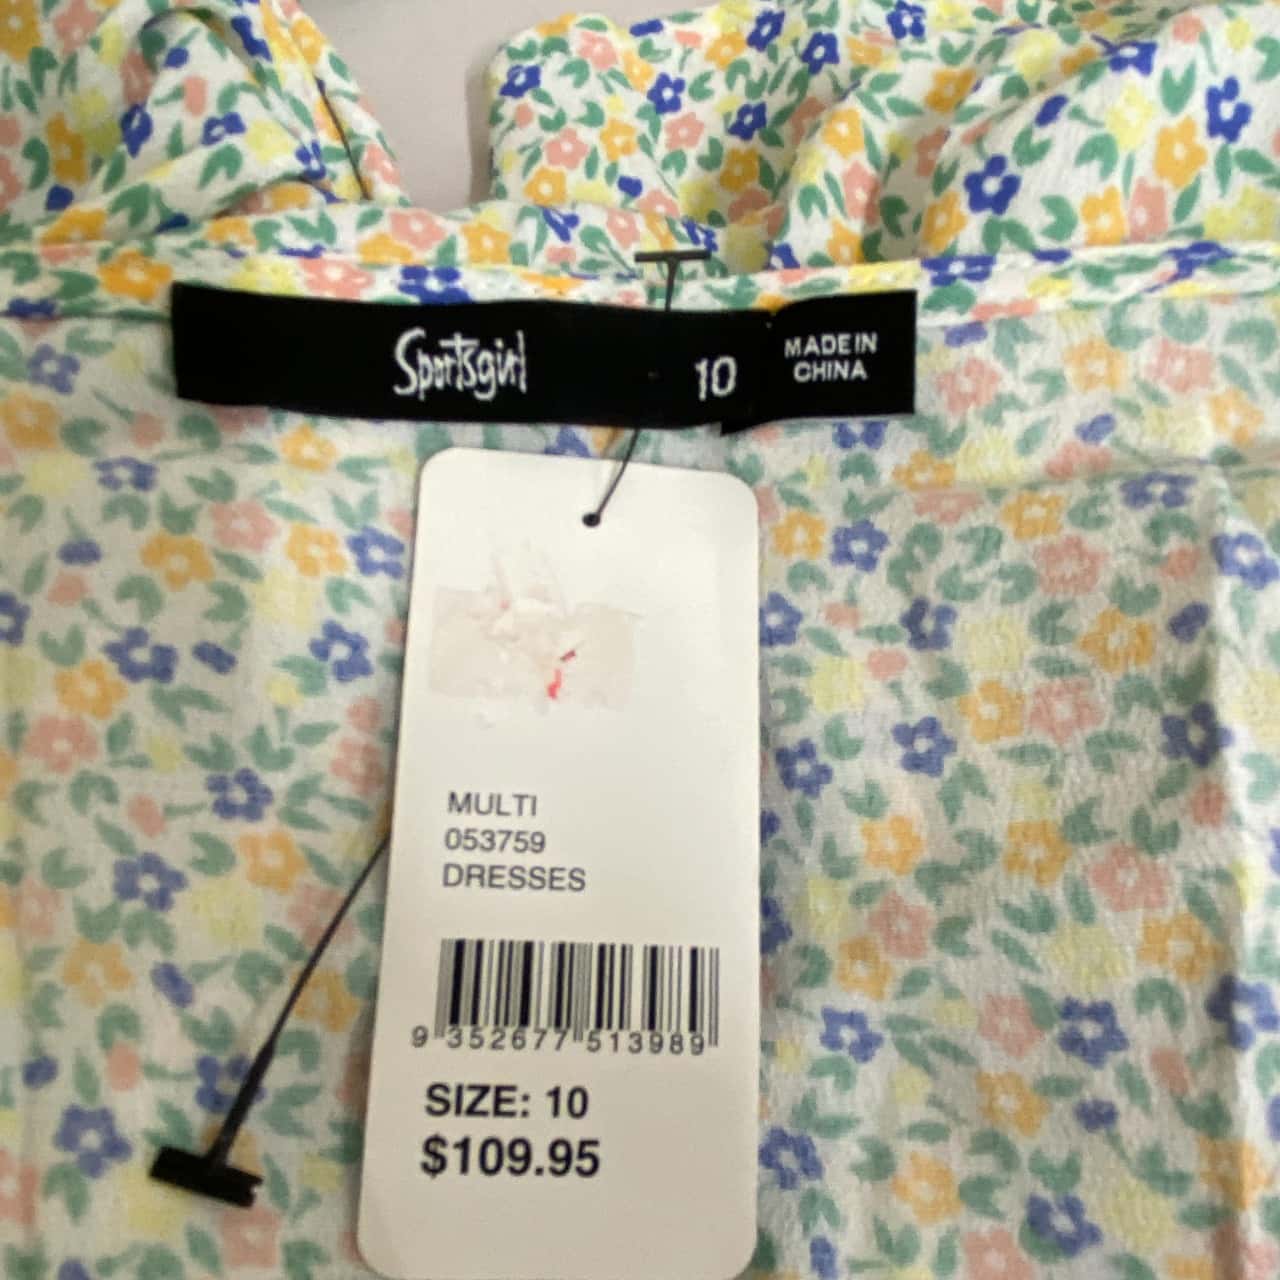 Sportsgirl
10
MADE IN
CHINA
MULTI
053759
DRESSES
9 352677 513989
SIZE: 10
$109.95